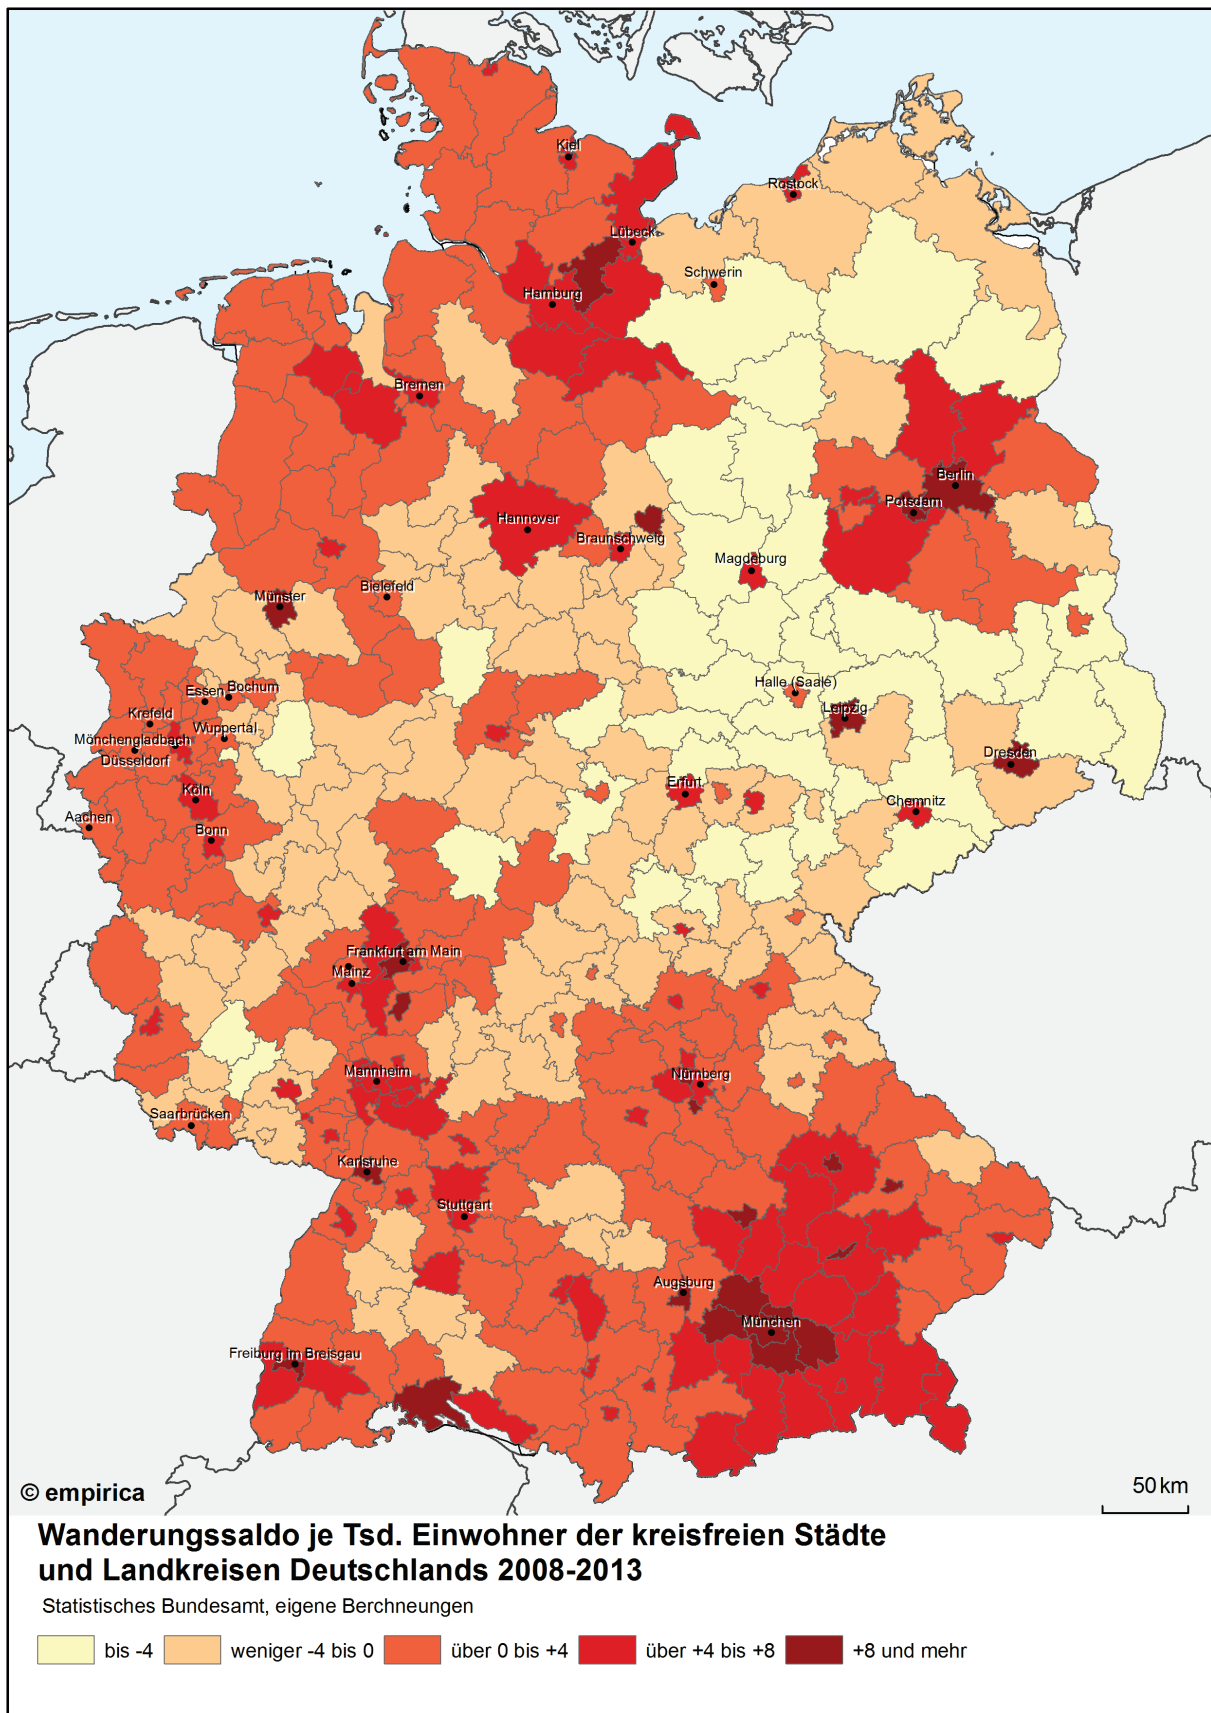 Kiel
Rostock
Lübeck
Schwerin
Hamburg
Bremen
Berlin
Potsdam
Hannover
Braunschweig
Magdeburg
Bielefeld
Münster
Halle (Saale)
Essen
Bochum
Leipzig
Krefeld
Wuppertal
Mönchengladbach
Düsseldorf
Dresden
Erfurt
Köln
Chemnitz
Aachen
Bonn
Frankfurt am Main
Mainz
Mannheim
Nürnberg
Saarbrücken
Karlsruhe
Stuttgart
Augsburg
München
Freiburg im Breisgau
© empirica
50 km
Wanderungssaldo je Tsd. Einwohner der kreisfreien Städte
und Landkreisen Deutschlands 2008-2013
Statistisches Bundesamt, eigene Berchneungen
bis -4 weniger -4 bis 0 über 0 bis +4 über +4 bis +8 +8 und mehr